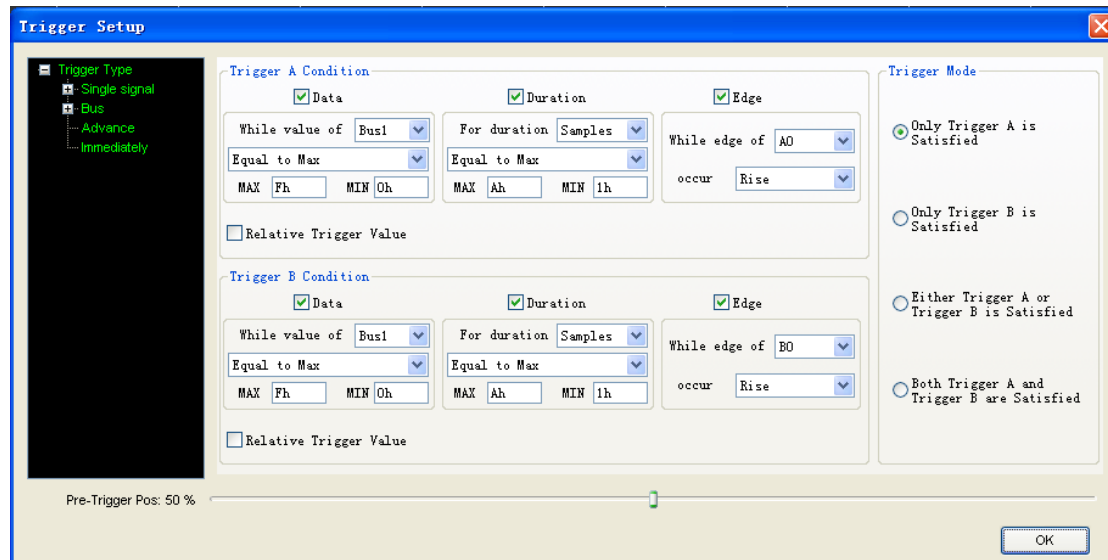 Trigger Setup
Trigger Type
Single signal
Bus
Advance
Immediately
Trigger A Condition
Data
Duration
Edge
While value of Bus1
For duration Samples
While edge of A0
Equal to Max
Equal to Max
occur Rise
MAX Fh MIN 0h
MAX Ah MIN 1h
Relative Trigger Value
Trigger B Condition
Data
Duration
Edge
While value of Bus1
For duration Samples
While edge of B0
Equal to Max
Equal to Max
occur Rise
MAX Fh MIN 0h
MAX Ah MIN 1h
Relative Trigger Value
Trigger Mode
Only Trigger A is
Satisfied
Only Trigger B is
Satisfied
Either Trigger A or
Trigger B is Satisfied
Both Trigger A and
Trigger B are Satisfied
Pre-Trigger Pos: 50 %
OK